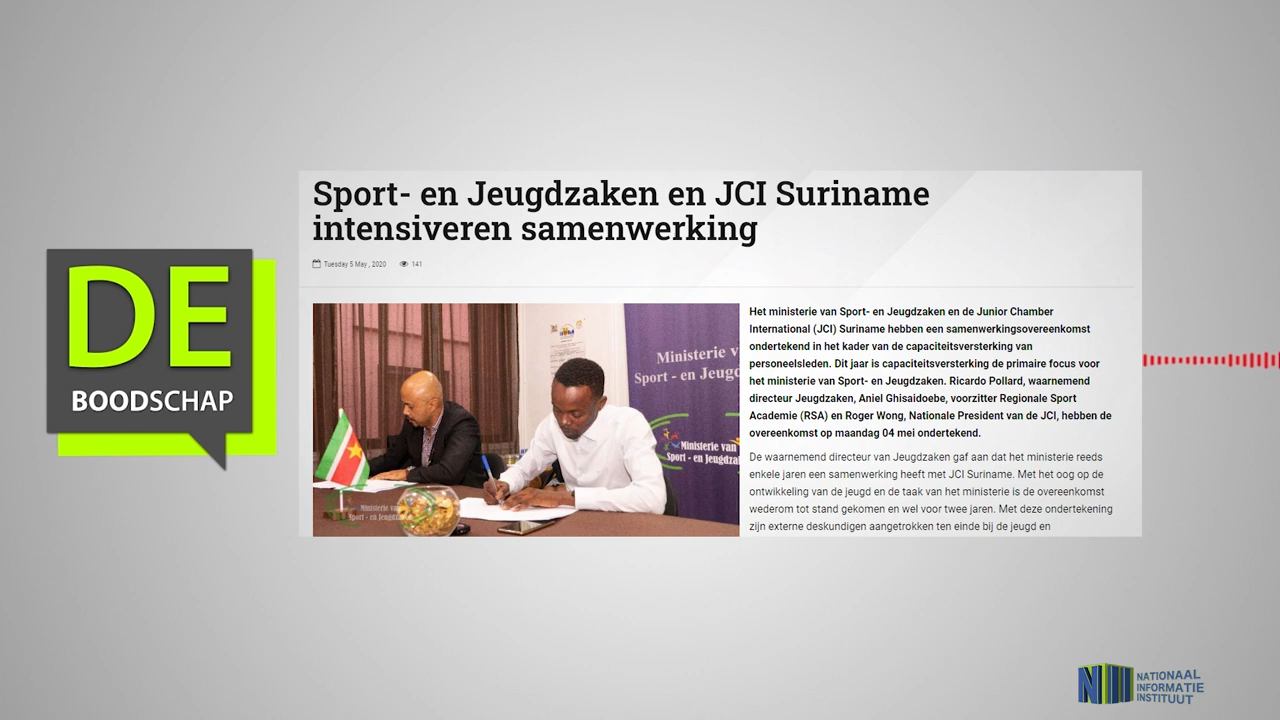 Sport- en Jeugdzaken en JCI Suriname
intensiveren samenwerking
Tuesday 5 May , 2020 141
DE
BOODSCHAP
Ministerie v
Sport - en Jeugd
Ministerie van
Sport - en Jeugdza
Ministerie van
Sport - en Jeugdza
Het ministerie van Sport- en Jeugdzaken en de Junior Chamber
International (JCI) Suriname hebben een samenwerkingsovereenkomst
ondertekend in het kader van de capaciteitsversterking van
personeelsleden. Dit jaar is capaciteitsversterking de primaire focus voor
het ministerie van Sport- en Jeugdzaken. Ricardo Pollard, waarnemend
directeur Jeugdzaken, Aniel Ghisaidoebe, voorzitter Regionale Sport
Academie (RSA) en Roger Wong, Nationale President van de JCI, hebben de
overeenkomst op maandag 04 mei ondertekend.
De waarnemend directeur van Jeugdzaken gaf aan dat het ministerie reeds
enkele jaren een samenwerking heeft met JCI Suriname. Met het oog op de
ontwikkeling van de jeugd en de taak van het ministerie is de overeenkomst
wederom tot stand gekomen en wel voor twee jaren. Met deze ondertekening
zijn externe deskundigen aangetrokken ten einde bij de jeugd en
NII
NATIONAAL
INFORMATIE
INSTITUUT